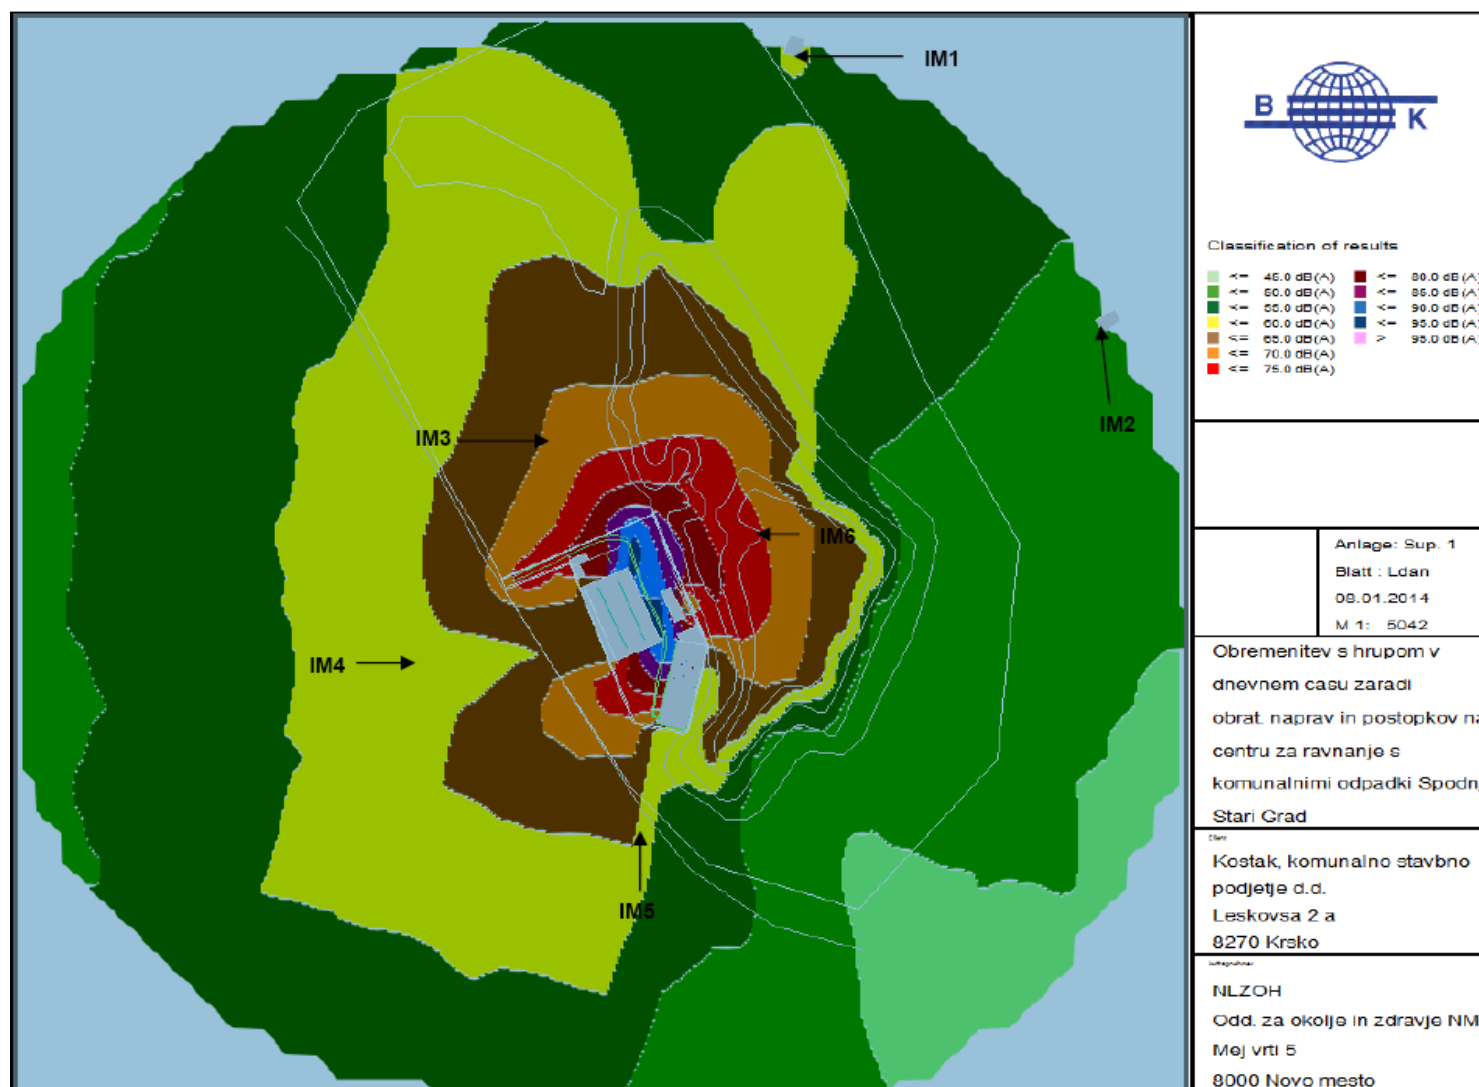 IM1
IM2
IM3
IM6
IM4
IM5
B
K
Classification of results
<= 45.0 dB(A)
<= 50.0 dB(A)
<= 55.0 dB(A)
<= 60.0 dB(A)
<= 65.0 dB(A)
<= 70.0 dB(A)
<= 75.0 dB(A)
<= 80.0 dB(A)
<= 85.0 dB(A)
<= 90.0 dB(A)
<= 95.0 dB(A)
> 95.0 dB(A)
Anlage: Sup. 1
Blatt : Ldan
08.01.2014
M 1: 5042
Obremenitev s hrupom v
dnevnem casu zaradi
obrat. naprav in postopkov na
centru za ravnanje s
komunalnimi odpadki Spodnj
Stari Grad
Kostak, komunalno stavbno
podjetje d.d.
Leskovsa 2 a
8270 Krsko
NLZOH
Odd. za okolje in zdravje NM
Mej vrti 5
8000 Novo mesto